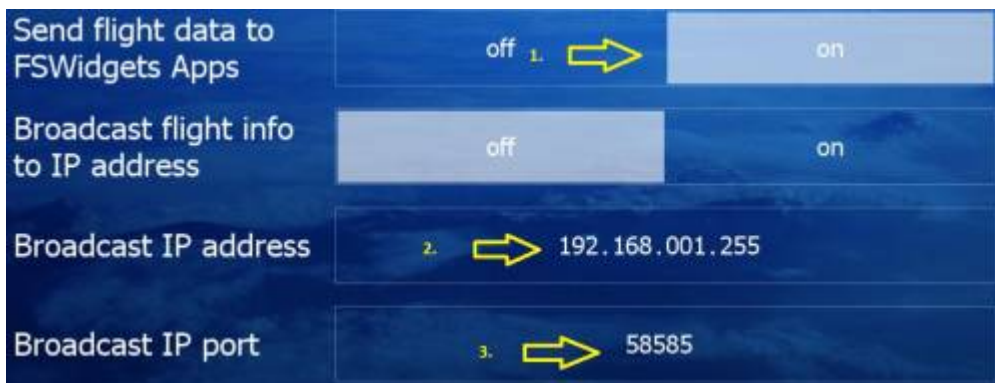 Send flight data to
FSWidgets Apps
off 1. on
Broadcast flight info
to IP address
off on
Broadcast IP address 2. 192.168.001.255
Broadcast IP port 3. 58585